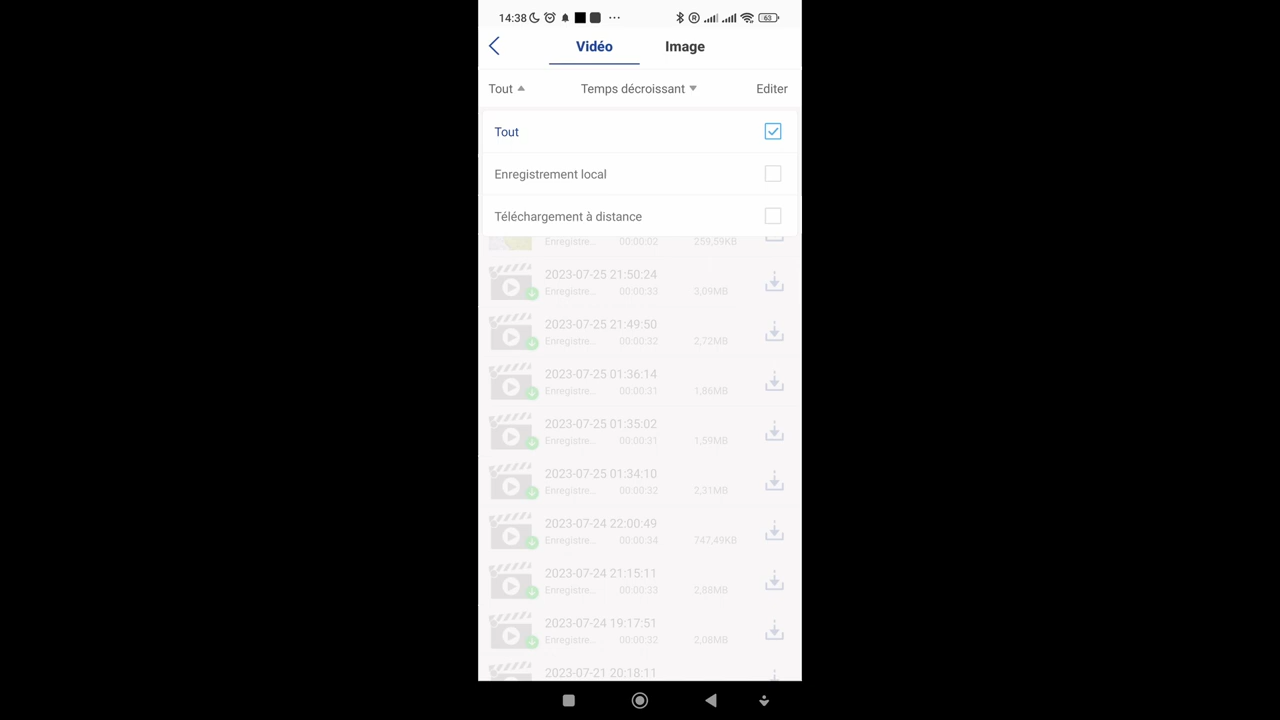 14:38
63
Vidéo Image
Tout Temps décroissant Editer
Tout
Enregistrement local
Téléchargement à distance
Enregistre... 00:00:02 259,59KB
2023-07-25 21:50:24
Enregistre... 00:00:33 3,09MB
2023-07-25 21:49:50
Enregistre... 00:00:32 2,72MB
2023-07-25 01:36:14
Enregistre... 00:00:31 1,86MB
2023-07-25 01:35:02
Enregistre... 00:00:31 1,59MB
2023-07-25 01:34:10
Enregistre... 00:00:32 2,31MB
2023-07-24 22:00:49
Enregistre... 00:00:34 747,49KB
2023-07-24 21:15:11
Enregistre... 00:00:33 2,88MB
2023-07-24 19:17:51
Enregistre... 00:00:32 2,08MB
2023-07-21 20:18:11